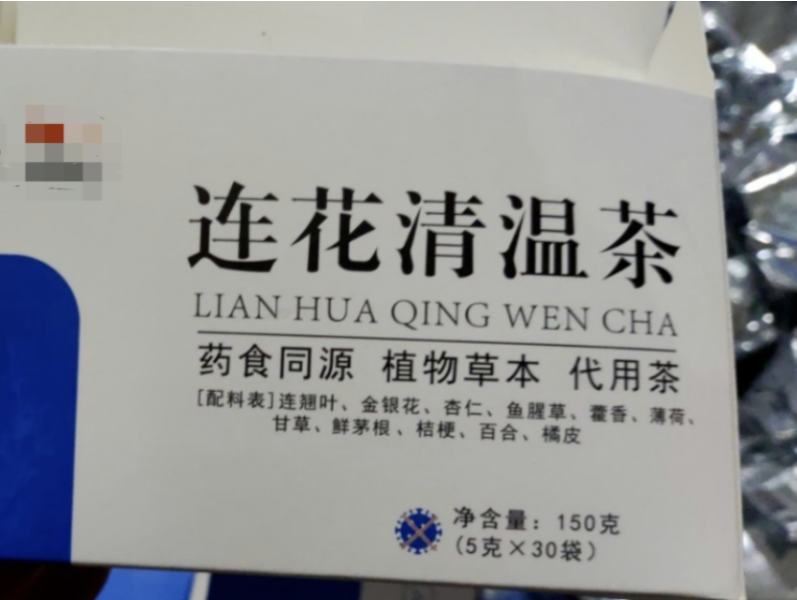 连花清温茶
LIAN HUA QING WEN CHA
药食同源 植物草本 代用茶
[配料表]连翘叶、金银花、杏仁、鱼腥草、藿香、薄荷、
甘草、鲜茅根、桔梗、百合、橘皮
净含量：150克
(5克×30袋)